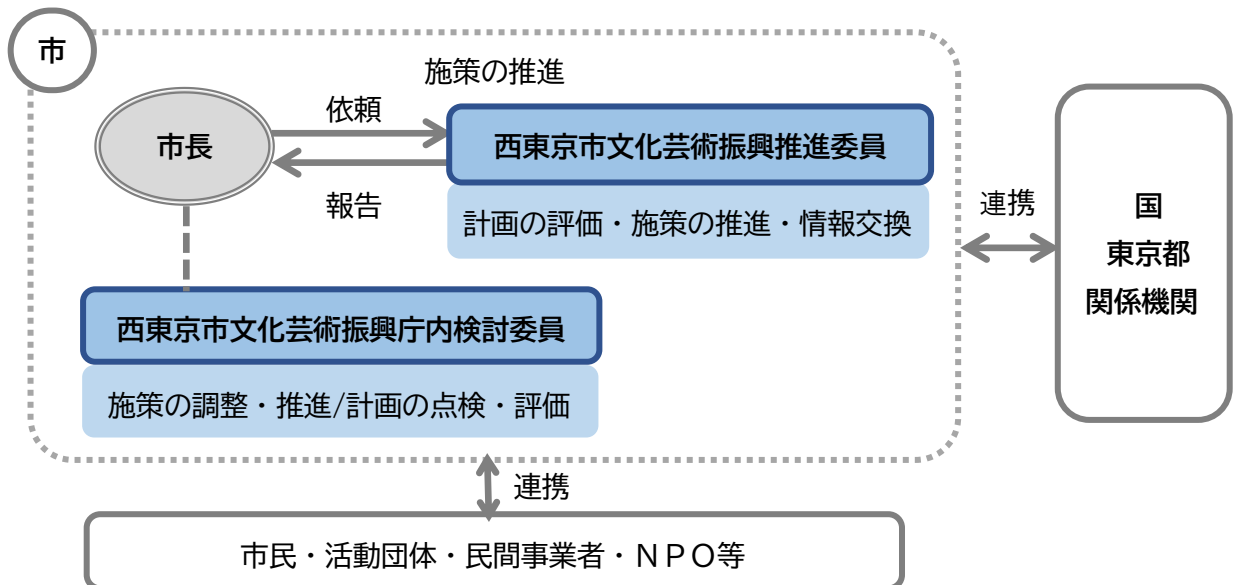 市
施策の推進
依頼
市長
西東京市文化芸術振興推進委員
報告
計画の評価・施策の推進・情報交換
連携
国
東京都
関係機関
西東京市文化芸術振興庁内検討委員
施策の調整・推進/計画の点検・評価
連携
市民・活動団体・民間事業者・ＮＰＯ等